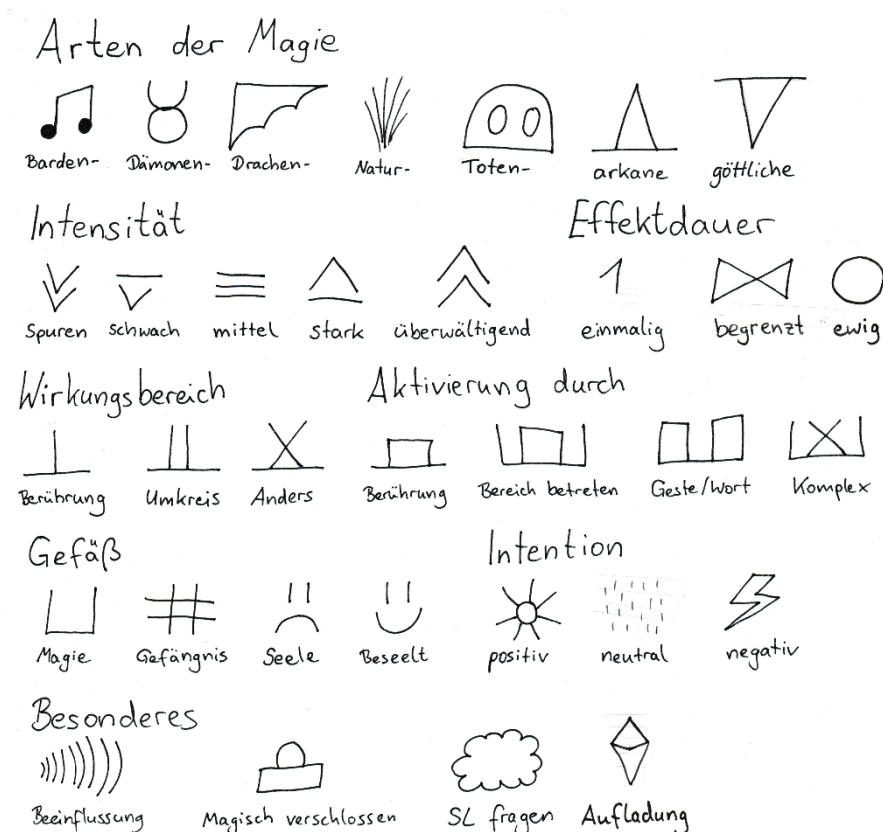 Arten der Magie
Barden- Dämonen- Drachen- Natur- Toten- arkane göttliche
Intensität Effektdauer
Spuren schwach mittel stark überwältigend einmalig begrenzt ewig
Wirkungsbereich Aktivierung durch
Berührung Umkreis Anders Berührung Bereich betreten Geste/Wort Komplex
Gefäß Intention
Magie Gefängnis Seele Beseelt positiv neutral negativ
Besonderes
Beeinflussung Magisch verschlossen SL fragen Aufladung